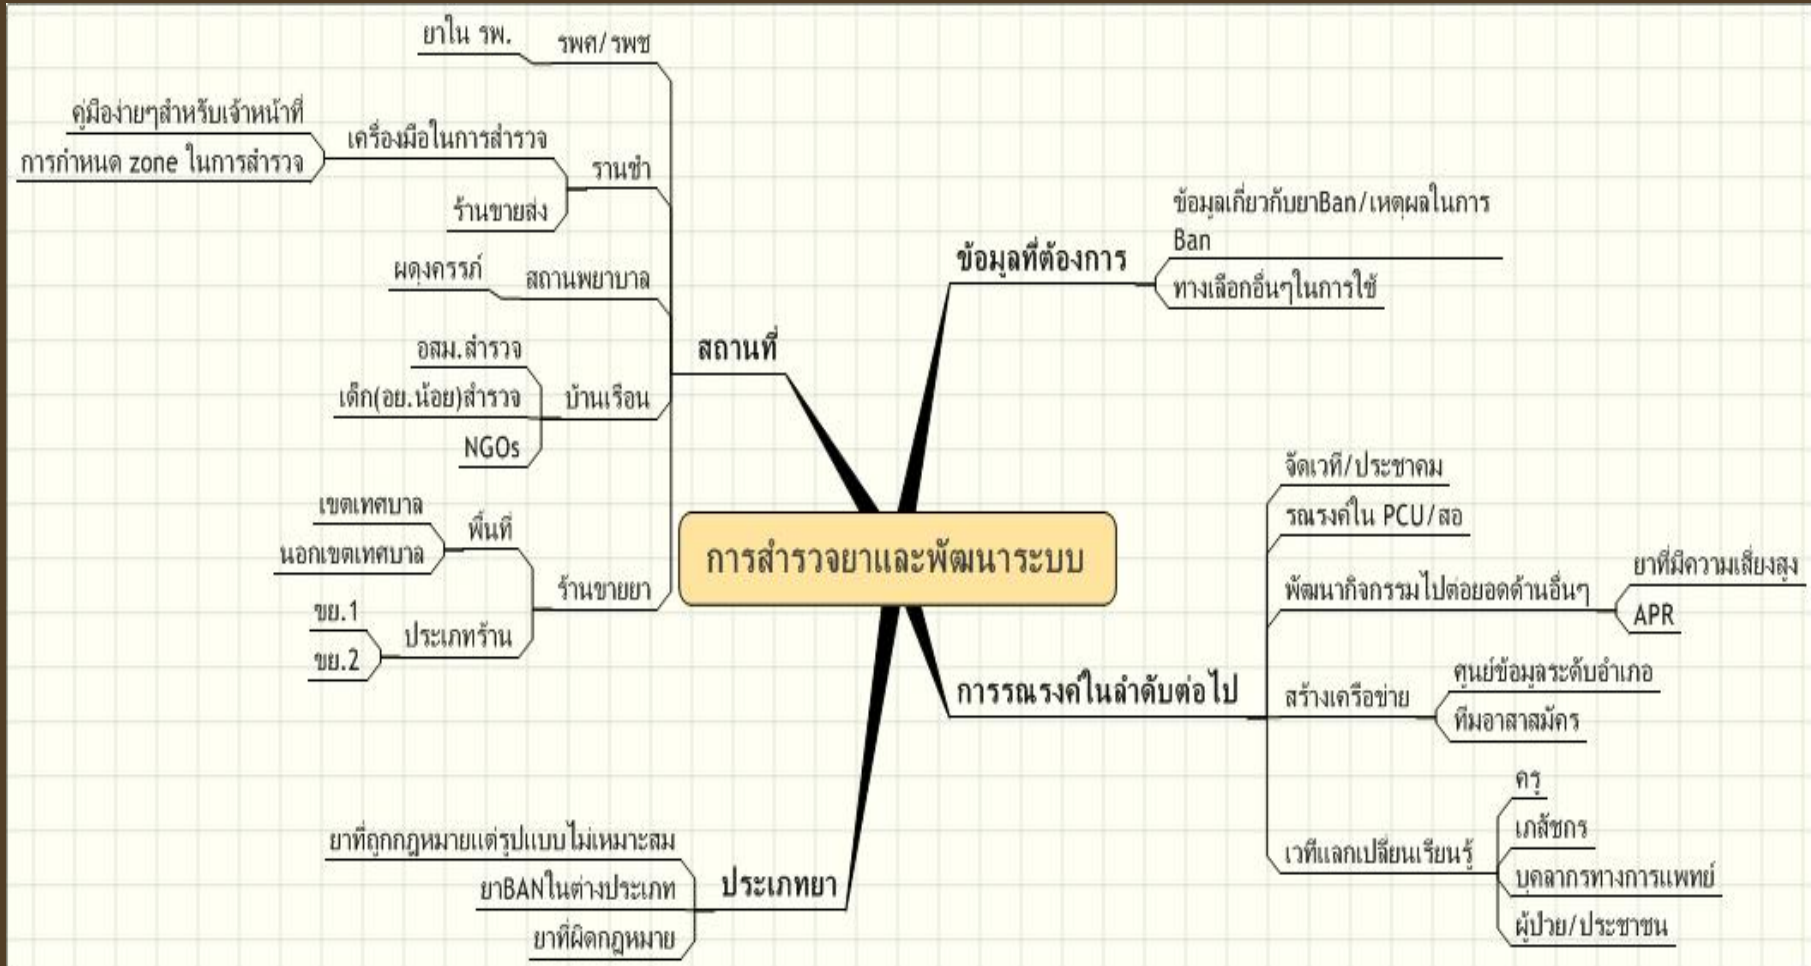 การสำรวจยาและพัฒนาระบบ
สถานที่
รพศ/รพช
ยาใน รพ.
รานชำ
เครื่องมือในการสำรวจ
คู่มือง่ายๆสำหรับเจ้าหน้าที่
การกำหนด zone ในการสำรวจ
ร้านขายส่ง
สถานพยาบาล
ผดุงครรภ์
บ้านเรือน
อสม.สำรวจ
เด็ก(อย.น้อย)สำรวจ
NGOs
ร้านขายยา
พื้นที่
เขตเทศบาล
นอกเขตเทศบาล
ประเภทร้าน
ขย.1
ขย.2
ข้อมูลที่ต้องการ
ข้อมูลเกี่ยวกับยาBan/เหตุผลในการ
Ban
ทางเลือกอื่นๆในการใช้
การรณรงค์ในลำดับต่อไป
จัดเวที/ประชาคม
รณรงค์ใน PCU/สอ
พัฒนากิจกรรมไปต่อยอดด้านอื่นๆ
ยาที่มีความเสี่ยงสูง
APR
สร้างเครือข่าย
ศูนย์ข้อมูลระดับอำเภอ
ทีมอาสาสมัคร
เวทีแลกเปลี่ยนเรียนรู้
ครู
เภสัชกร
บุคลากรทางการแพทย์
ผู้ป่วย/ประชาชน
ประเภทยา
ยาที่ถูกกฎหมายแต่รูปแบบไม่เหมาะสม
ยาBANในต่างประเภท
ยาที่ผิดกฎหมาย